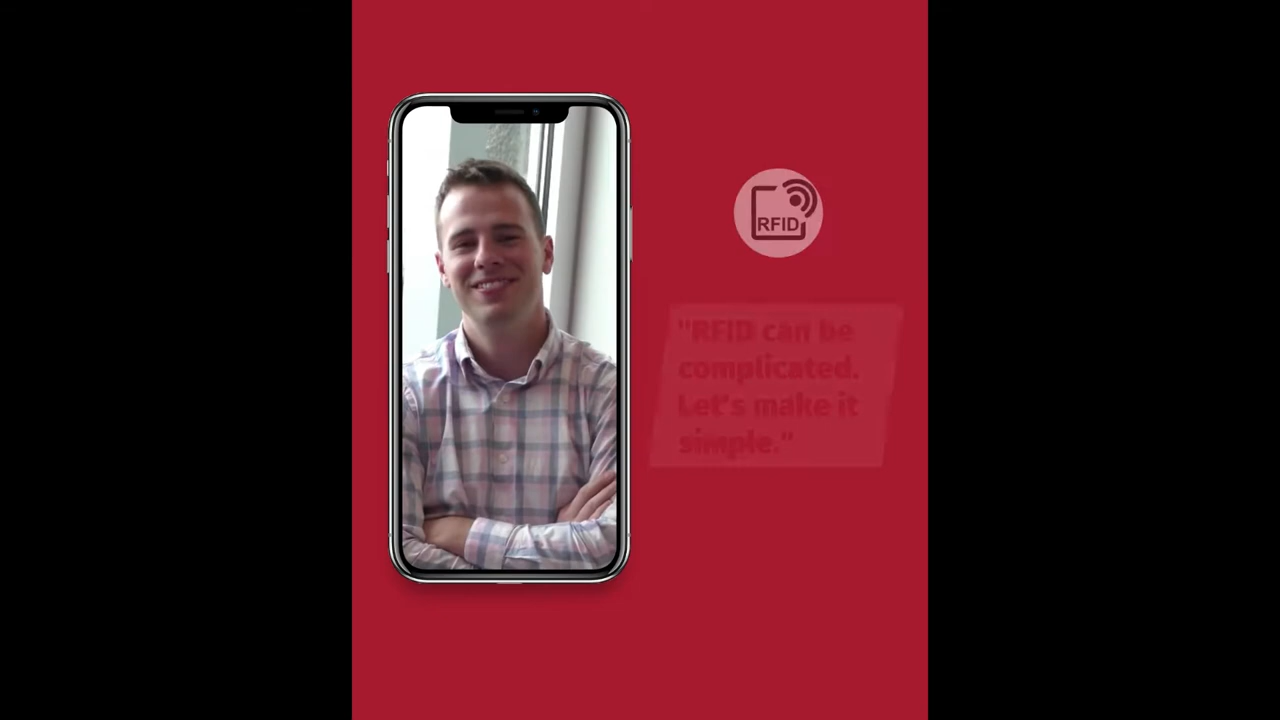 RFID
"RFID can be
complicated.
Let's make it
simple."